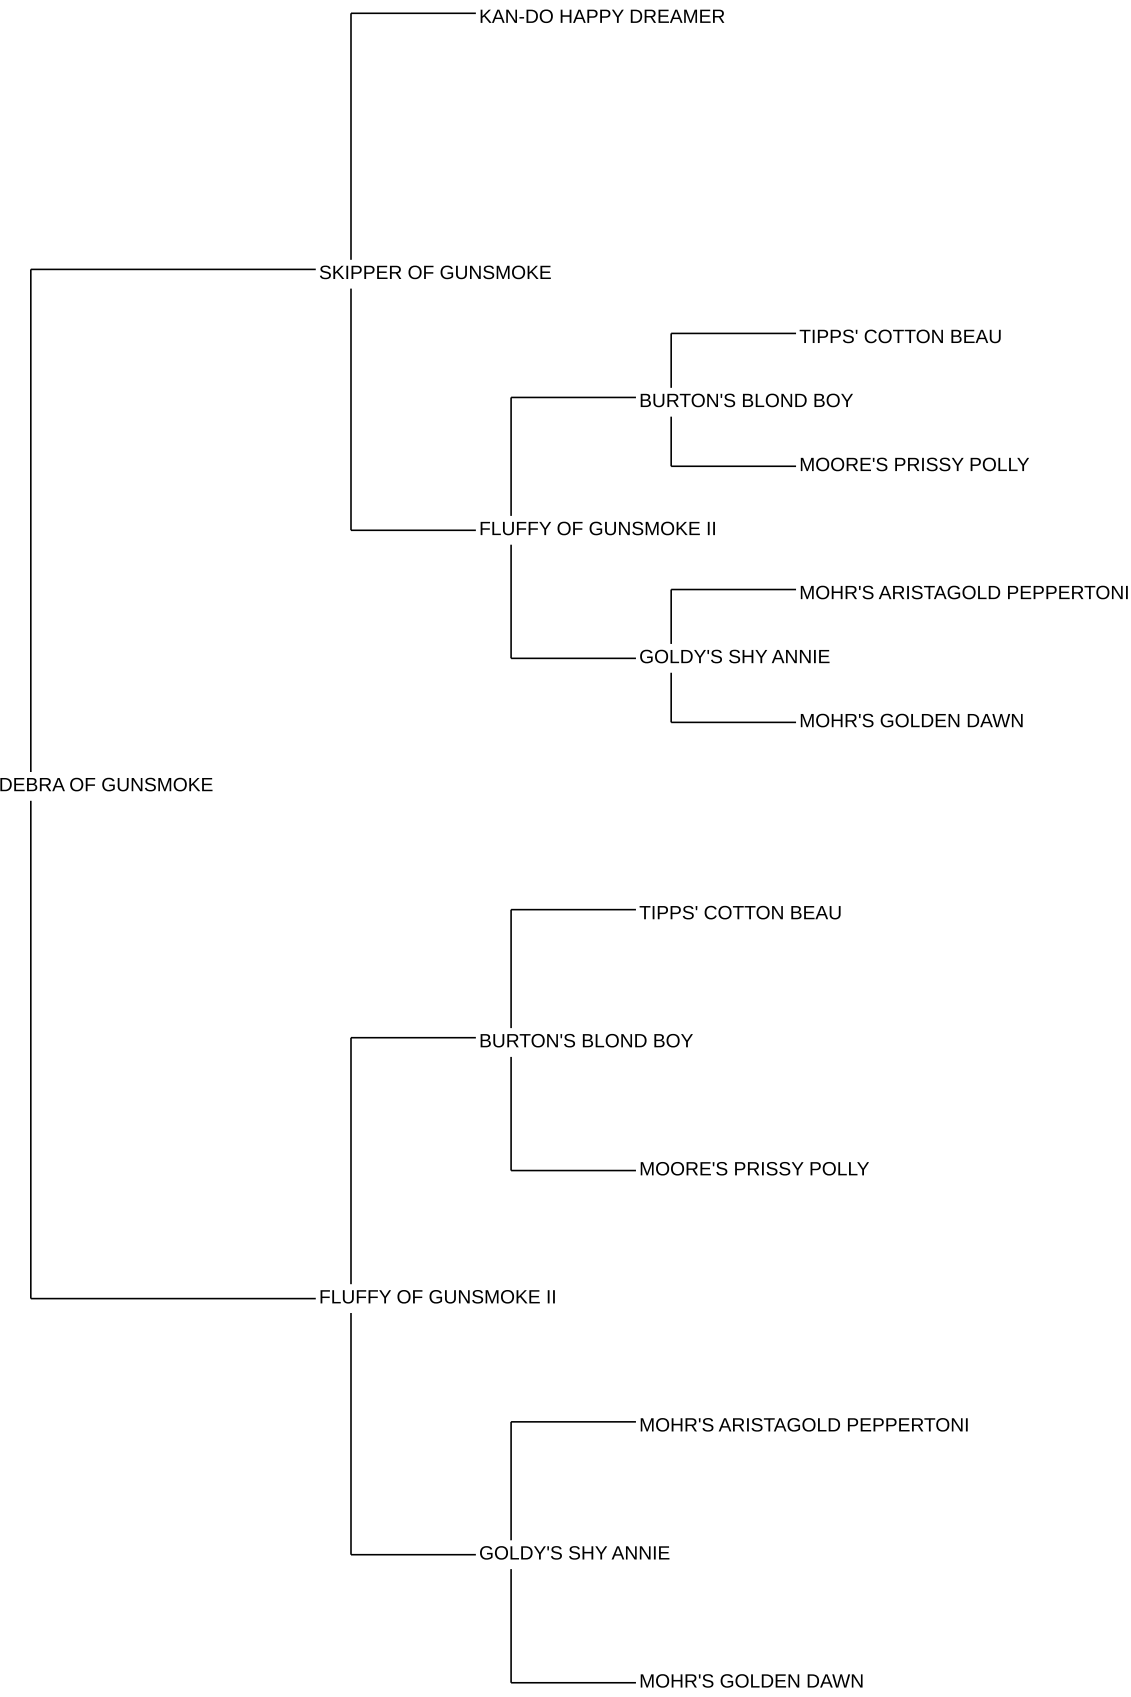 KAN-DO HAPPY DREAMER
SKIPPER OF GUNSMOKE
TIPPS' COTTON BEAU
BURTON'S BLOND BOY
MOORE'S PRISSY POLLY
FLUFFY OF GUNSMOKE II
MOHR'S ARISTAGOLD PEPPERTONI
GOLDY'S SHY ANNIE
MOHR'S GOLDEN DAWN
DEBRA OF GUNSMOKE
TIPPS' COTTON BEAU
BURTON'S BLOND BOY
MOORE'S PRISSY POLLY
FLUFFY OF GUNSMOKE II
MOHR'S ARISTAGOLD PEPPERTONI
GOLDY'S SHY ANNIE
MOHR'S GOLDEN DAWN